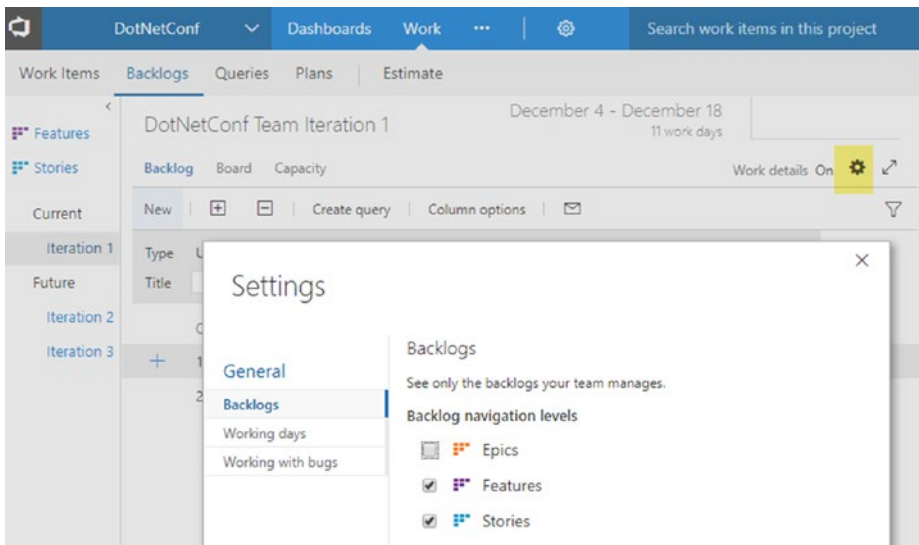 DotNetConf Dashboards Work ... Search work items in this project
Work Items Backlogs Queries Plans Estimate
December 4 - December 18
DotNetConf Team Iteration 1
11 work days
Features
Stories
Backlog Board Capacity
Work details On
Current
New Create query Column options
Iteration 1
Type U
Future
Title
Settings
Iteration 2
Iteration 3
1
2
General
Backlogs
Working days
Working with bugs
Backlogs
See only the backlogs your team manages.
Backlog navigation levels
Epics
Features
Stories